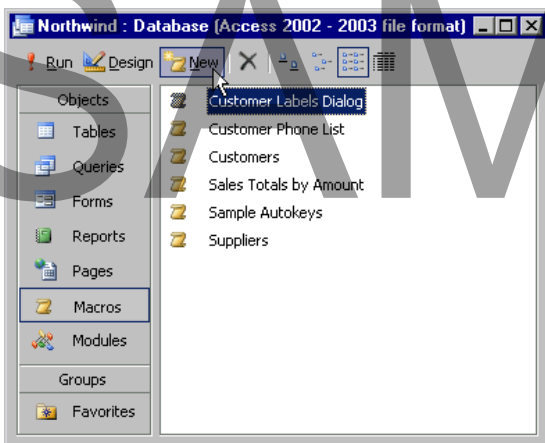 Northwind : Database (Access 2002 - 2003 file format)
Run Design New
Objects
Tables
Queries
Forms
Reports
Pages
Macros
Modules
Groups
Favorites
Customer Labels Dialog
Customer Phone List
Customers
Sales Totals by Amount
Sample Autokeys
Suppliers